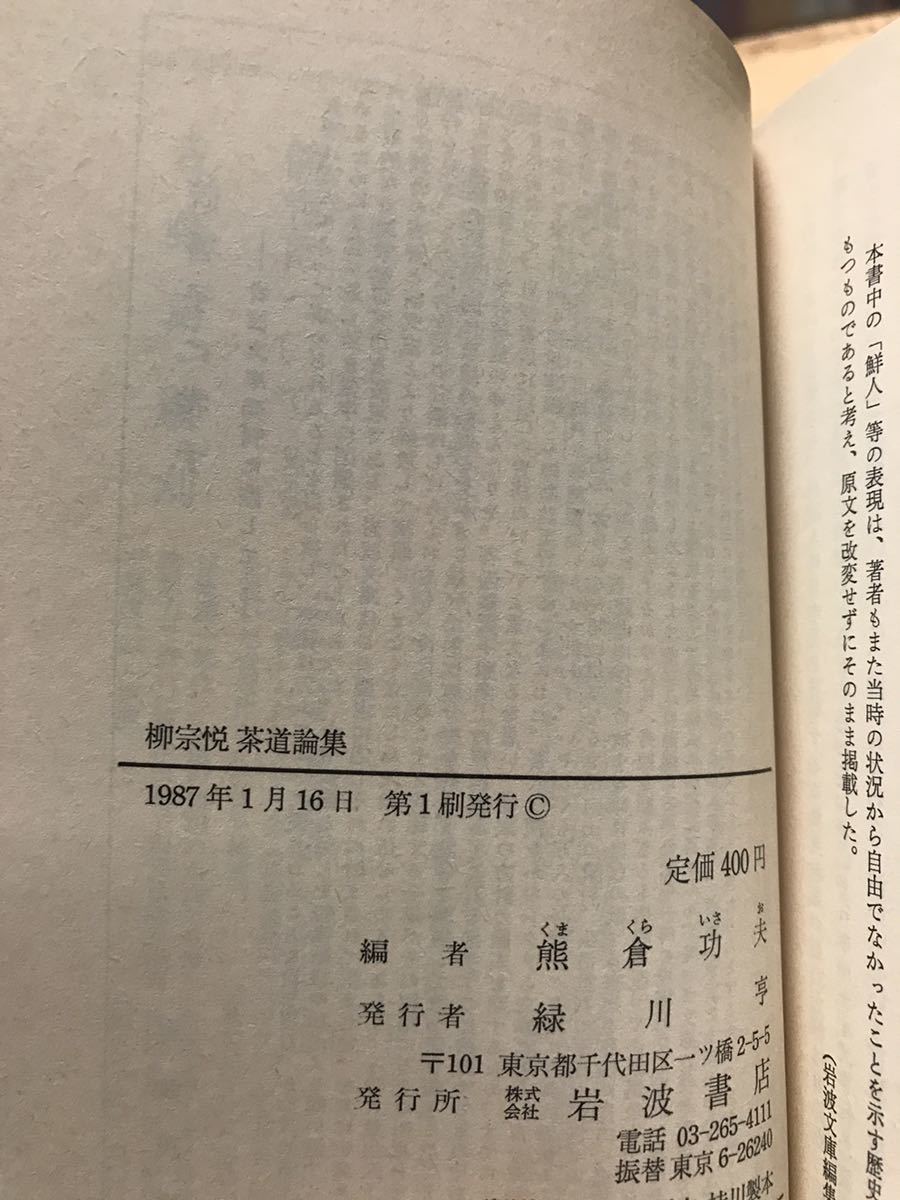 本書中の「鮮人」等の表現は、著者もまた当時の状況から自由でなかったことを示す歴史
もつものであると考え、原文を改変せずにそのまま掲載した。
(岩波文庫編集
柳宗悦 茶道論集
1987年1月16日 第1刷発行©
定価400円
編者 熊倉功夫
くま くら いさ お
発行者 緑川亨
〒101 東京都千代田区一ツ橋2-5-5
発行所 株式会社 岩波書店
電話 03-265-4111
振替 東京 6-26240